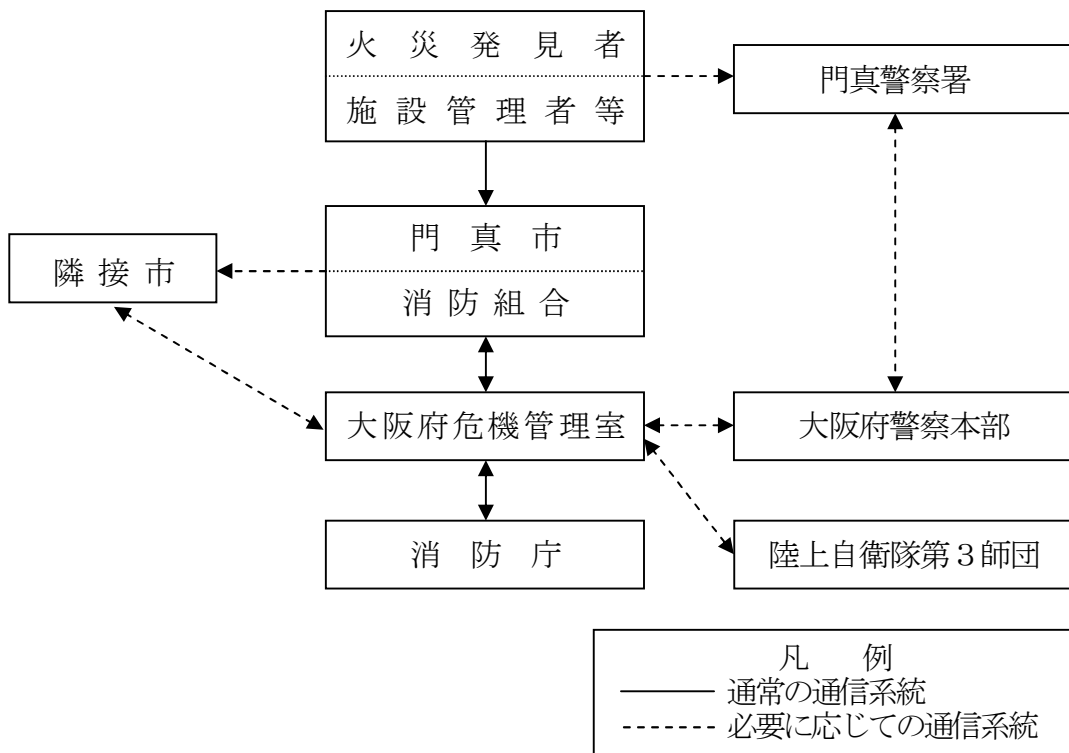 火災発見者
施設管理者等
門真警察署
門真市
消防組合
隣接市
大阪府危機管理室
大阪府警察本部
消防庁
陸上自衛隊第３師団
凡　例
通常の通信系統
必要に応じての通信系統